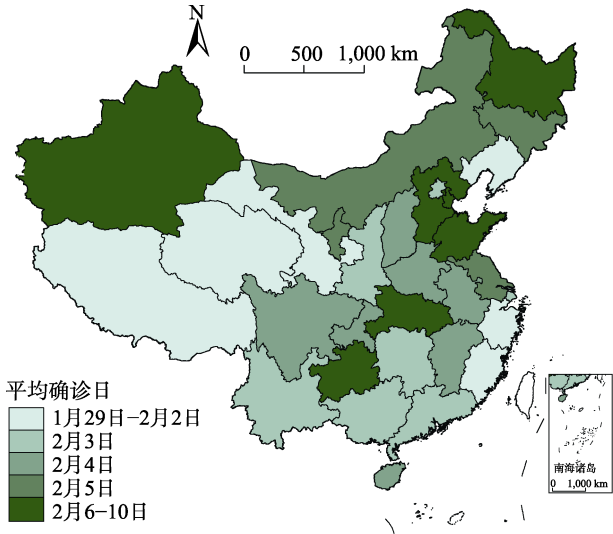 N
0 500 1,000 km
平均确诊日
1月29日-2月2日
2月3日
2月4日
2月5日
2月6-10日
南海诸岛
0 1,000 km